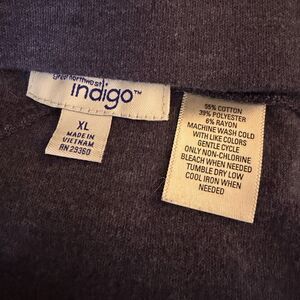 great northwest
indigo™
XL
MADE IN
VIETNAM
RN 29360
55% COTTON
39% POLYESTER
6% RAYON
MACHINE WASH COLD
WITH LIKE COLORS
GENTLE CYCLE
ONLY NON-CHLORINE
BLEACH WHEN NEEDED
TUMBLE DRY LOW
COOL IRON WHEN
NEEDED